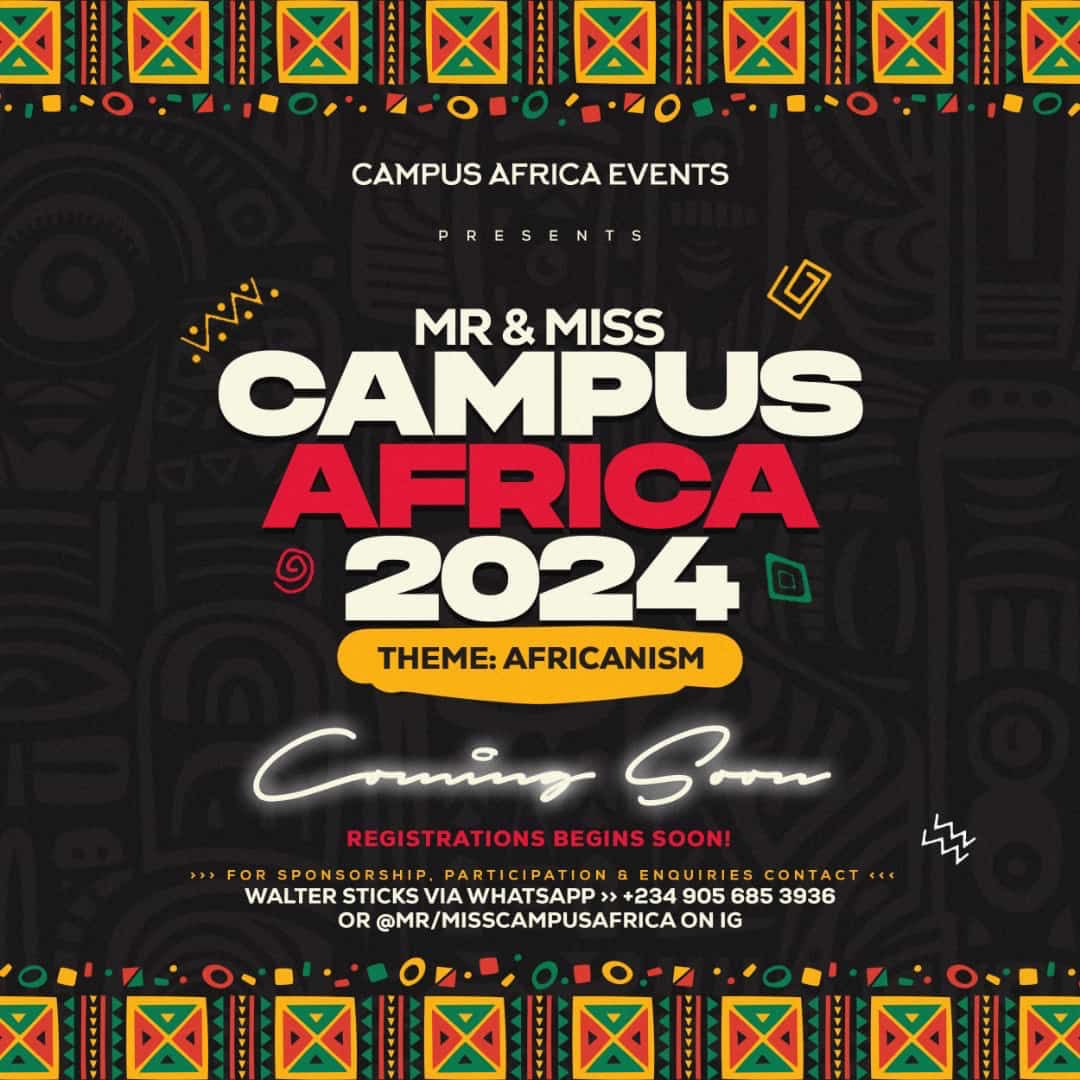 CAMPUS AFRICA EVENTS
PRESENTS
MR & MISS
CAMPUS
AFRICA
2024
THEME: AFRICANISM
Coming Soon
REGISTRATIONS BEGINS SOON!
››› FOR SPONSORSHIP, PARTICIPATION & ENQUIRIES CONTACT ‹‹‹
WALTER STICKS VIA WHATSAPP ›› +234 905 685 3936
OR @MR/MISSCAMPUSAFRICA ON IG